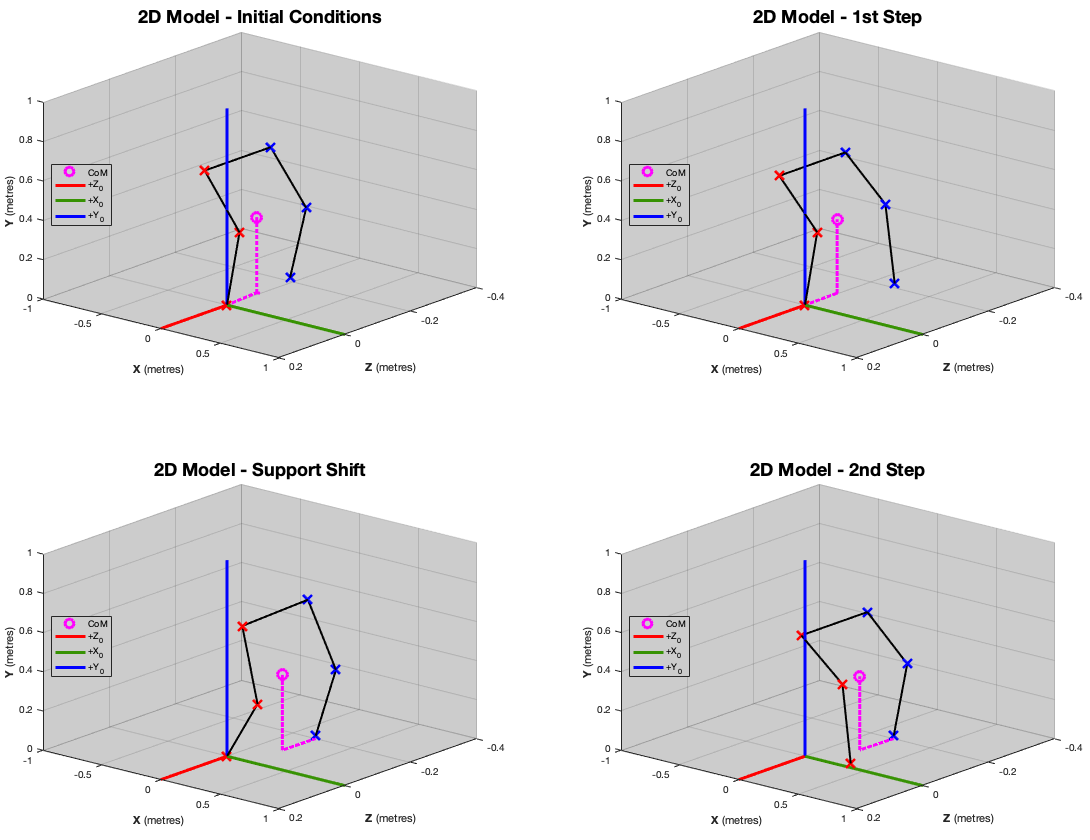 2D Model - Initial Conditions
1
0.8
0.6
0.4
0.2
0
Y (metres)
CoM
+Z0
+X0
+Y0
-1
-0.5
0
0.5
1
X (metres)
0.2
0
-0.2
-0.4
Z (metres)
2D Model - 1st Step
1
0.8
0.6
0.4
0.2
0
Y (metres)
CoM
+Z0
+X0
+Y0
-1
-0.5
0
0.5
1
X (metres)
0.2
0
-0.2
-0.4
Z (metres)
2D Model - Support Shift
1
0.8
0.6
0.4
0.2
0
Y (metres)
CoM
+Z0
+X0
+Y0
-1
-0.5
0
0.5
1
X (metres)
0.2
0
-0.2
-0.4
Z (metres)
2D Model - 2nd Step
1
0.8
0.6
0.4
0.2
0
Y (metres)
CoM
+Z0
+X0
+Y0
-1
-0.5
0
0.5
1
X (metres)
0.2
0
-0.2
-0.4
Z (metres)